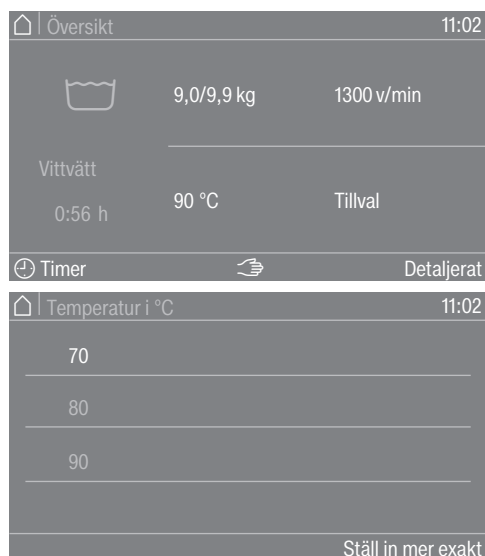 Översikt 11:02
9,0/9,9 kg 1300 v/min
Vittvätt
0:56 h
90 °C Tillval
Timer Detaljerat
Temperatur i °C 11:02
70
80
90
Ställ in mer exakt